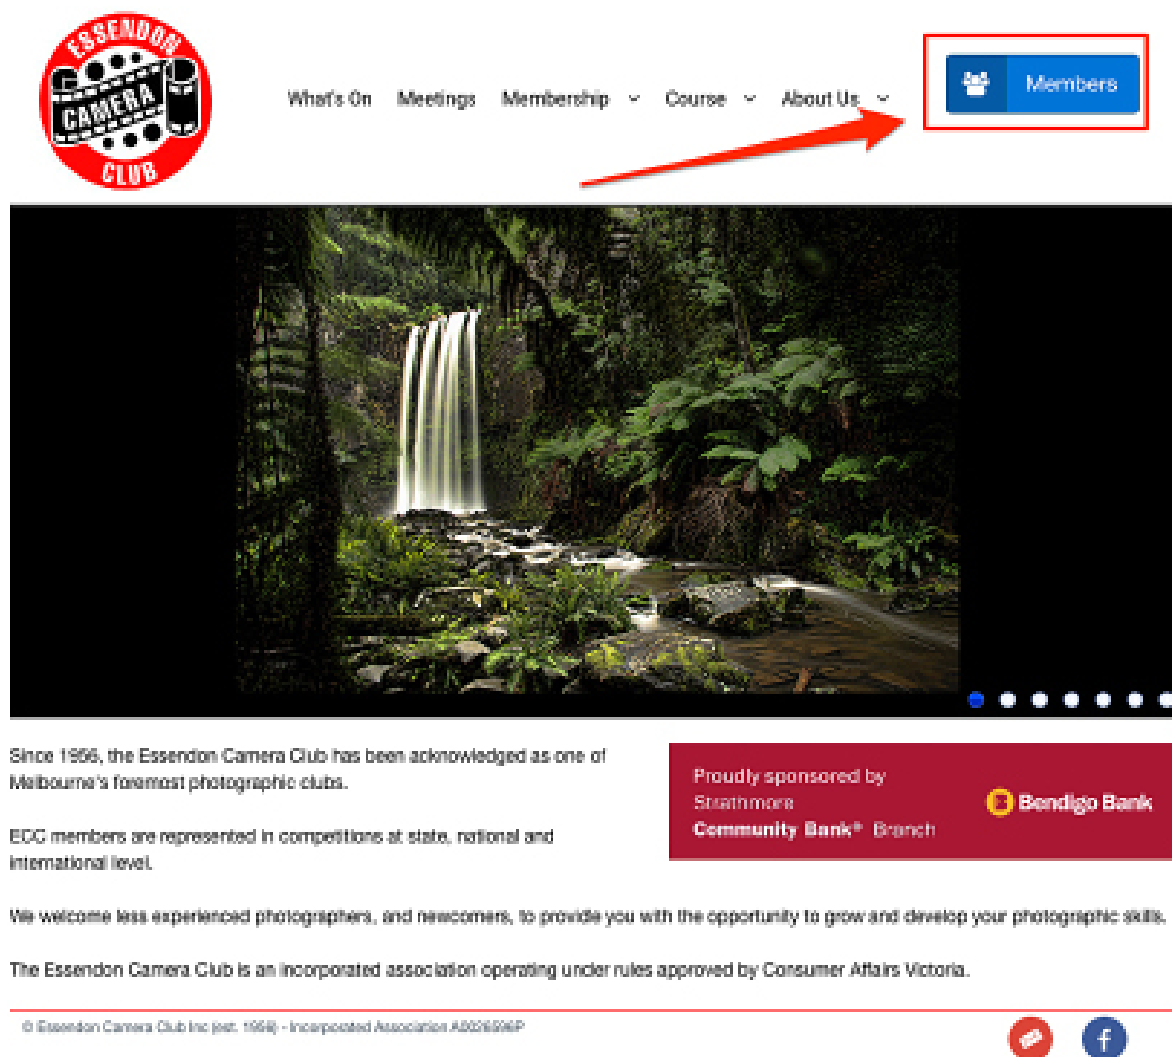 ESSENDON
CAMERA
CLUB
What's On Meetings Membership Course About Us Members
Since 1956, the Essendon Camera Club has been acknowledged as one of
Melbourne's foremost photographic clubs.
Proudly sponsored by
Strathmore
Community Bank® Branch
Bendigo Bank
ECC members are represented in competitions at state, national and
international level.
We welcome less experienced photographers, and newcomers, to provide you with the opportunity to grow and develop your photographic skills.
The Essendon Camera Club is an incorporated association operating under rules approved by Consumer Affairs Victoria.
© Essendon Camera Club Inc (est. 1956) - Incorporated Association